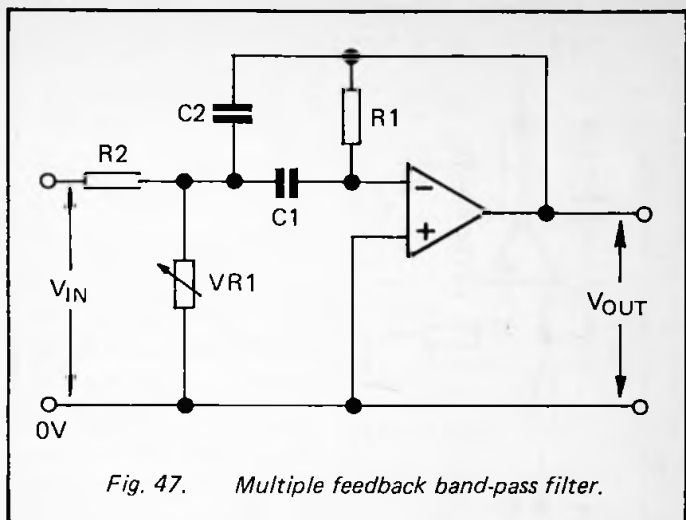 C2
R1
R2
C1
−
+
VR1
VIN
VOUT
0V
Fig. 47. Multiple feedback band-pass filter.